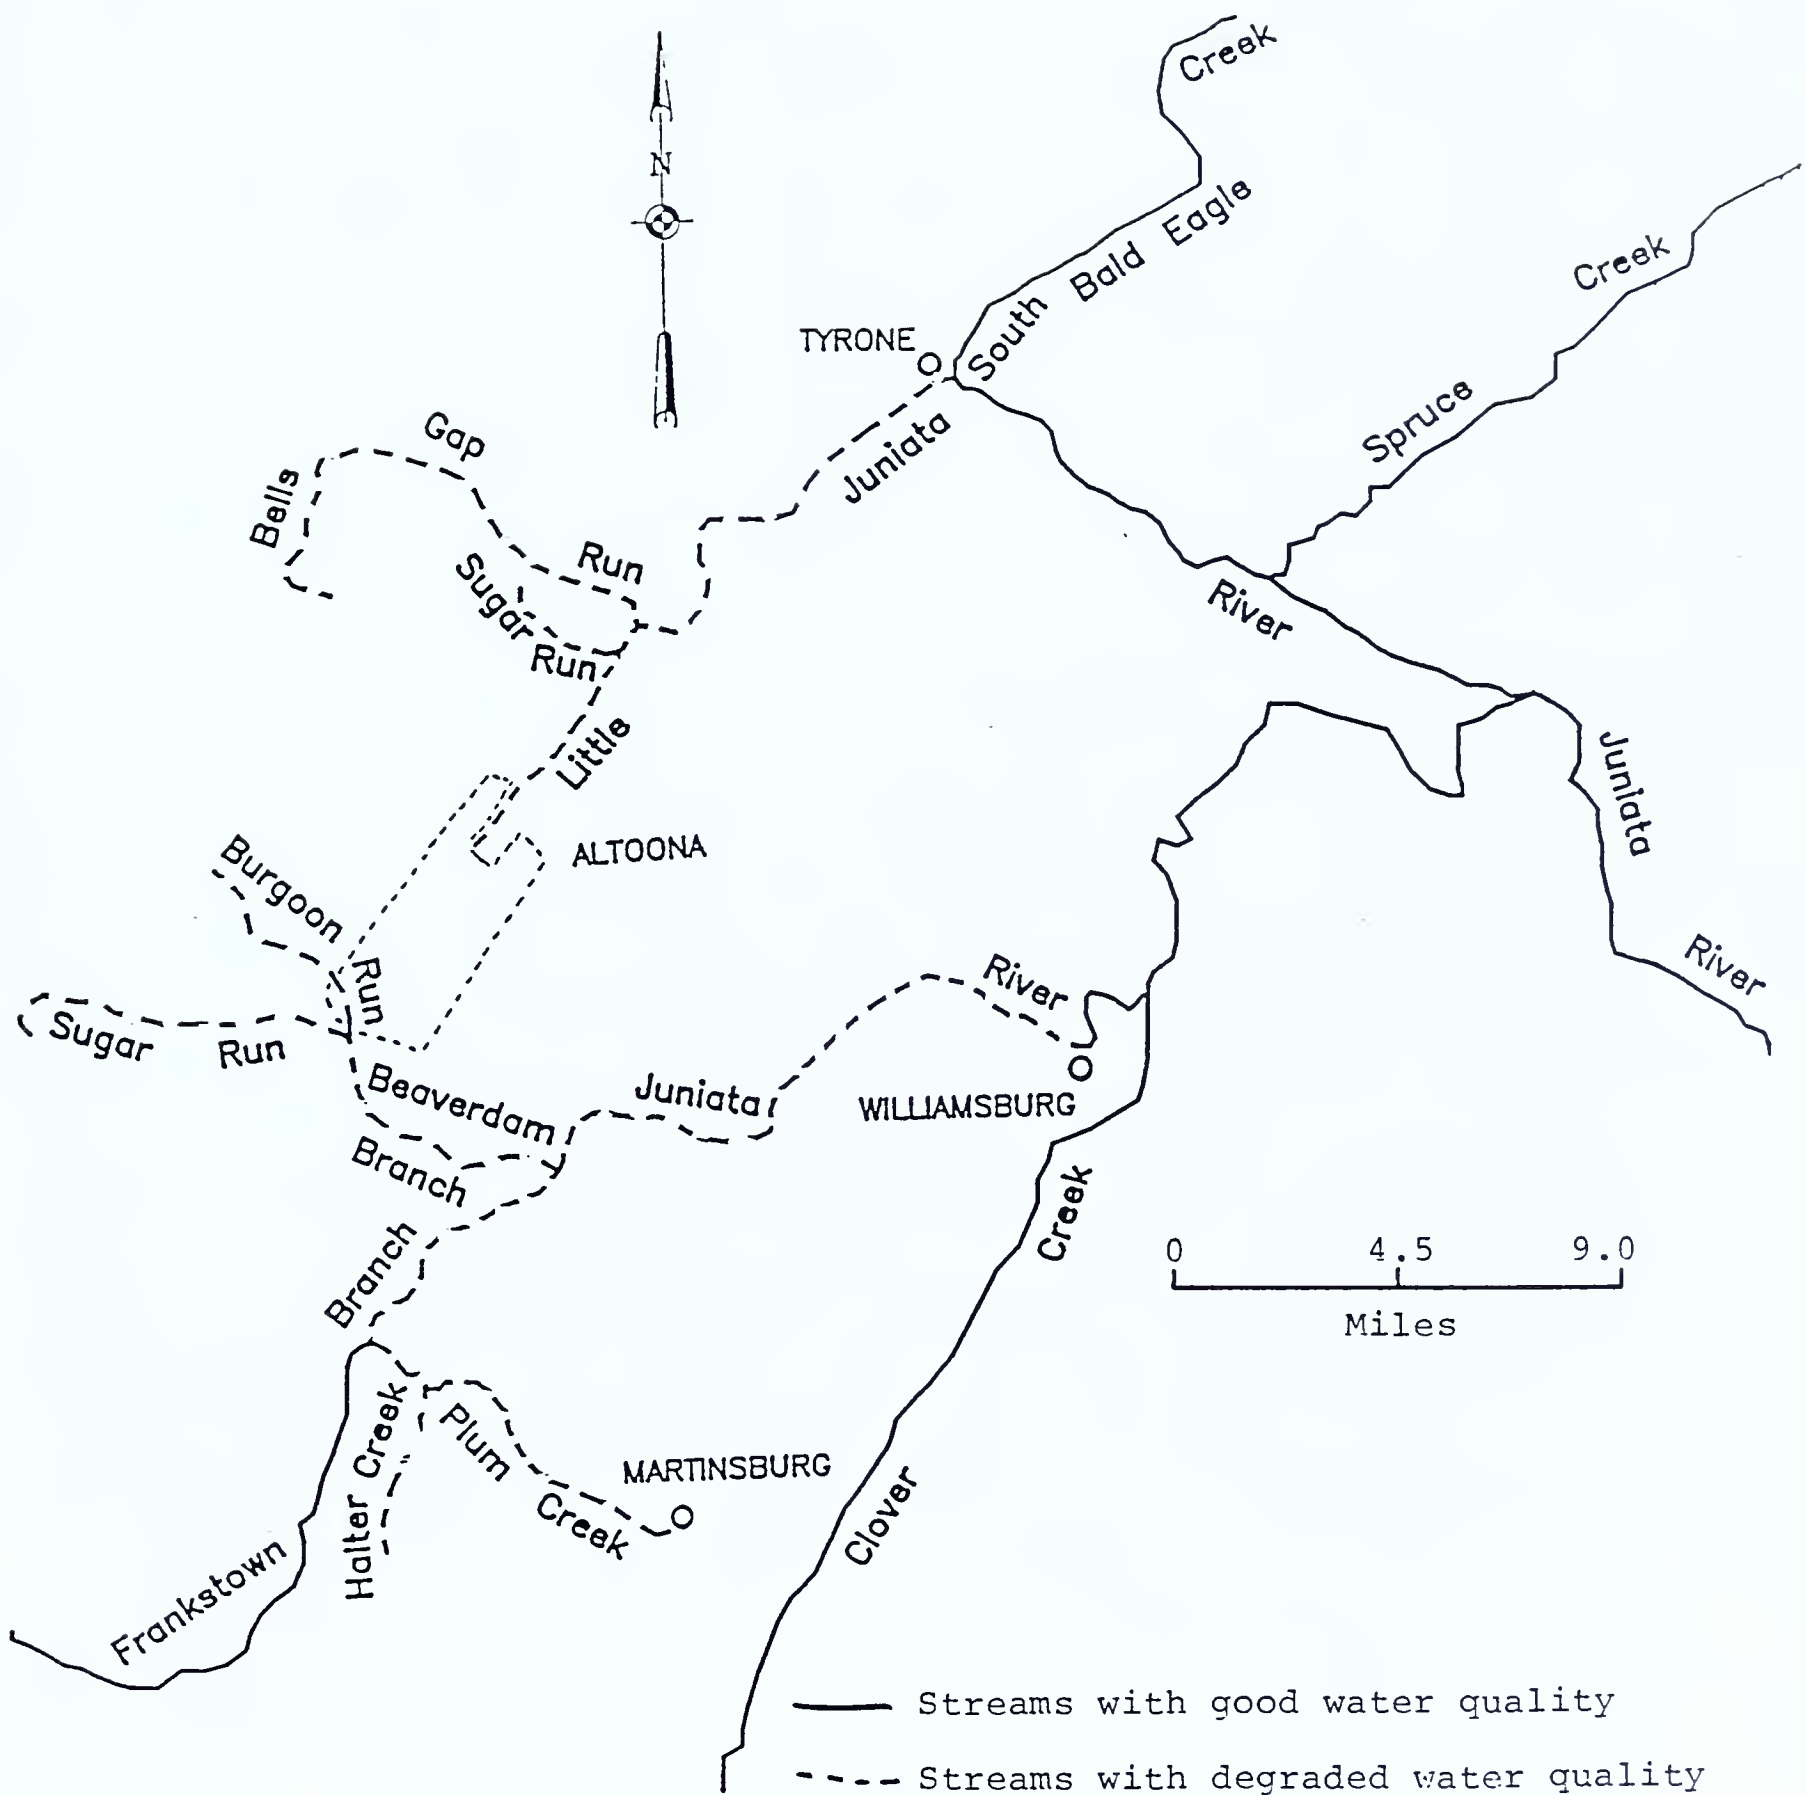 Creek
N
South Bald Eagle
Creek
TYRONE
Spruce
Gap
Juniata
Bells
Run
Sugar
Run
River
Little
Juniata
ALTOONA
Burgoon
Run
River
River
Sugar Run
Beaverdam
Juniata
WILLIAMSBURG
Branch
Creek
Branch
0 4.5 9.0
Miles
Halter Creek
Plum
MARTINSBURG
Creek
Clover
Frankstown
Streams with good water quality
Streams with degraded water quality